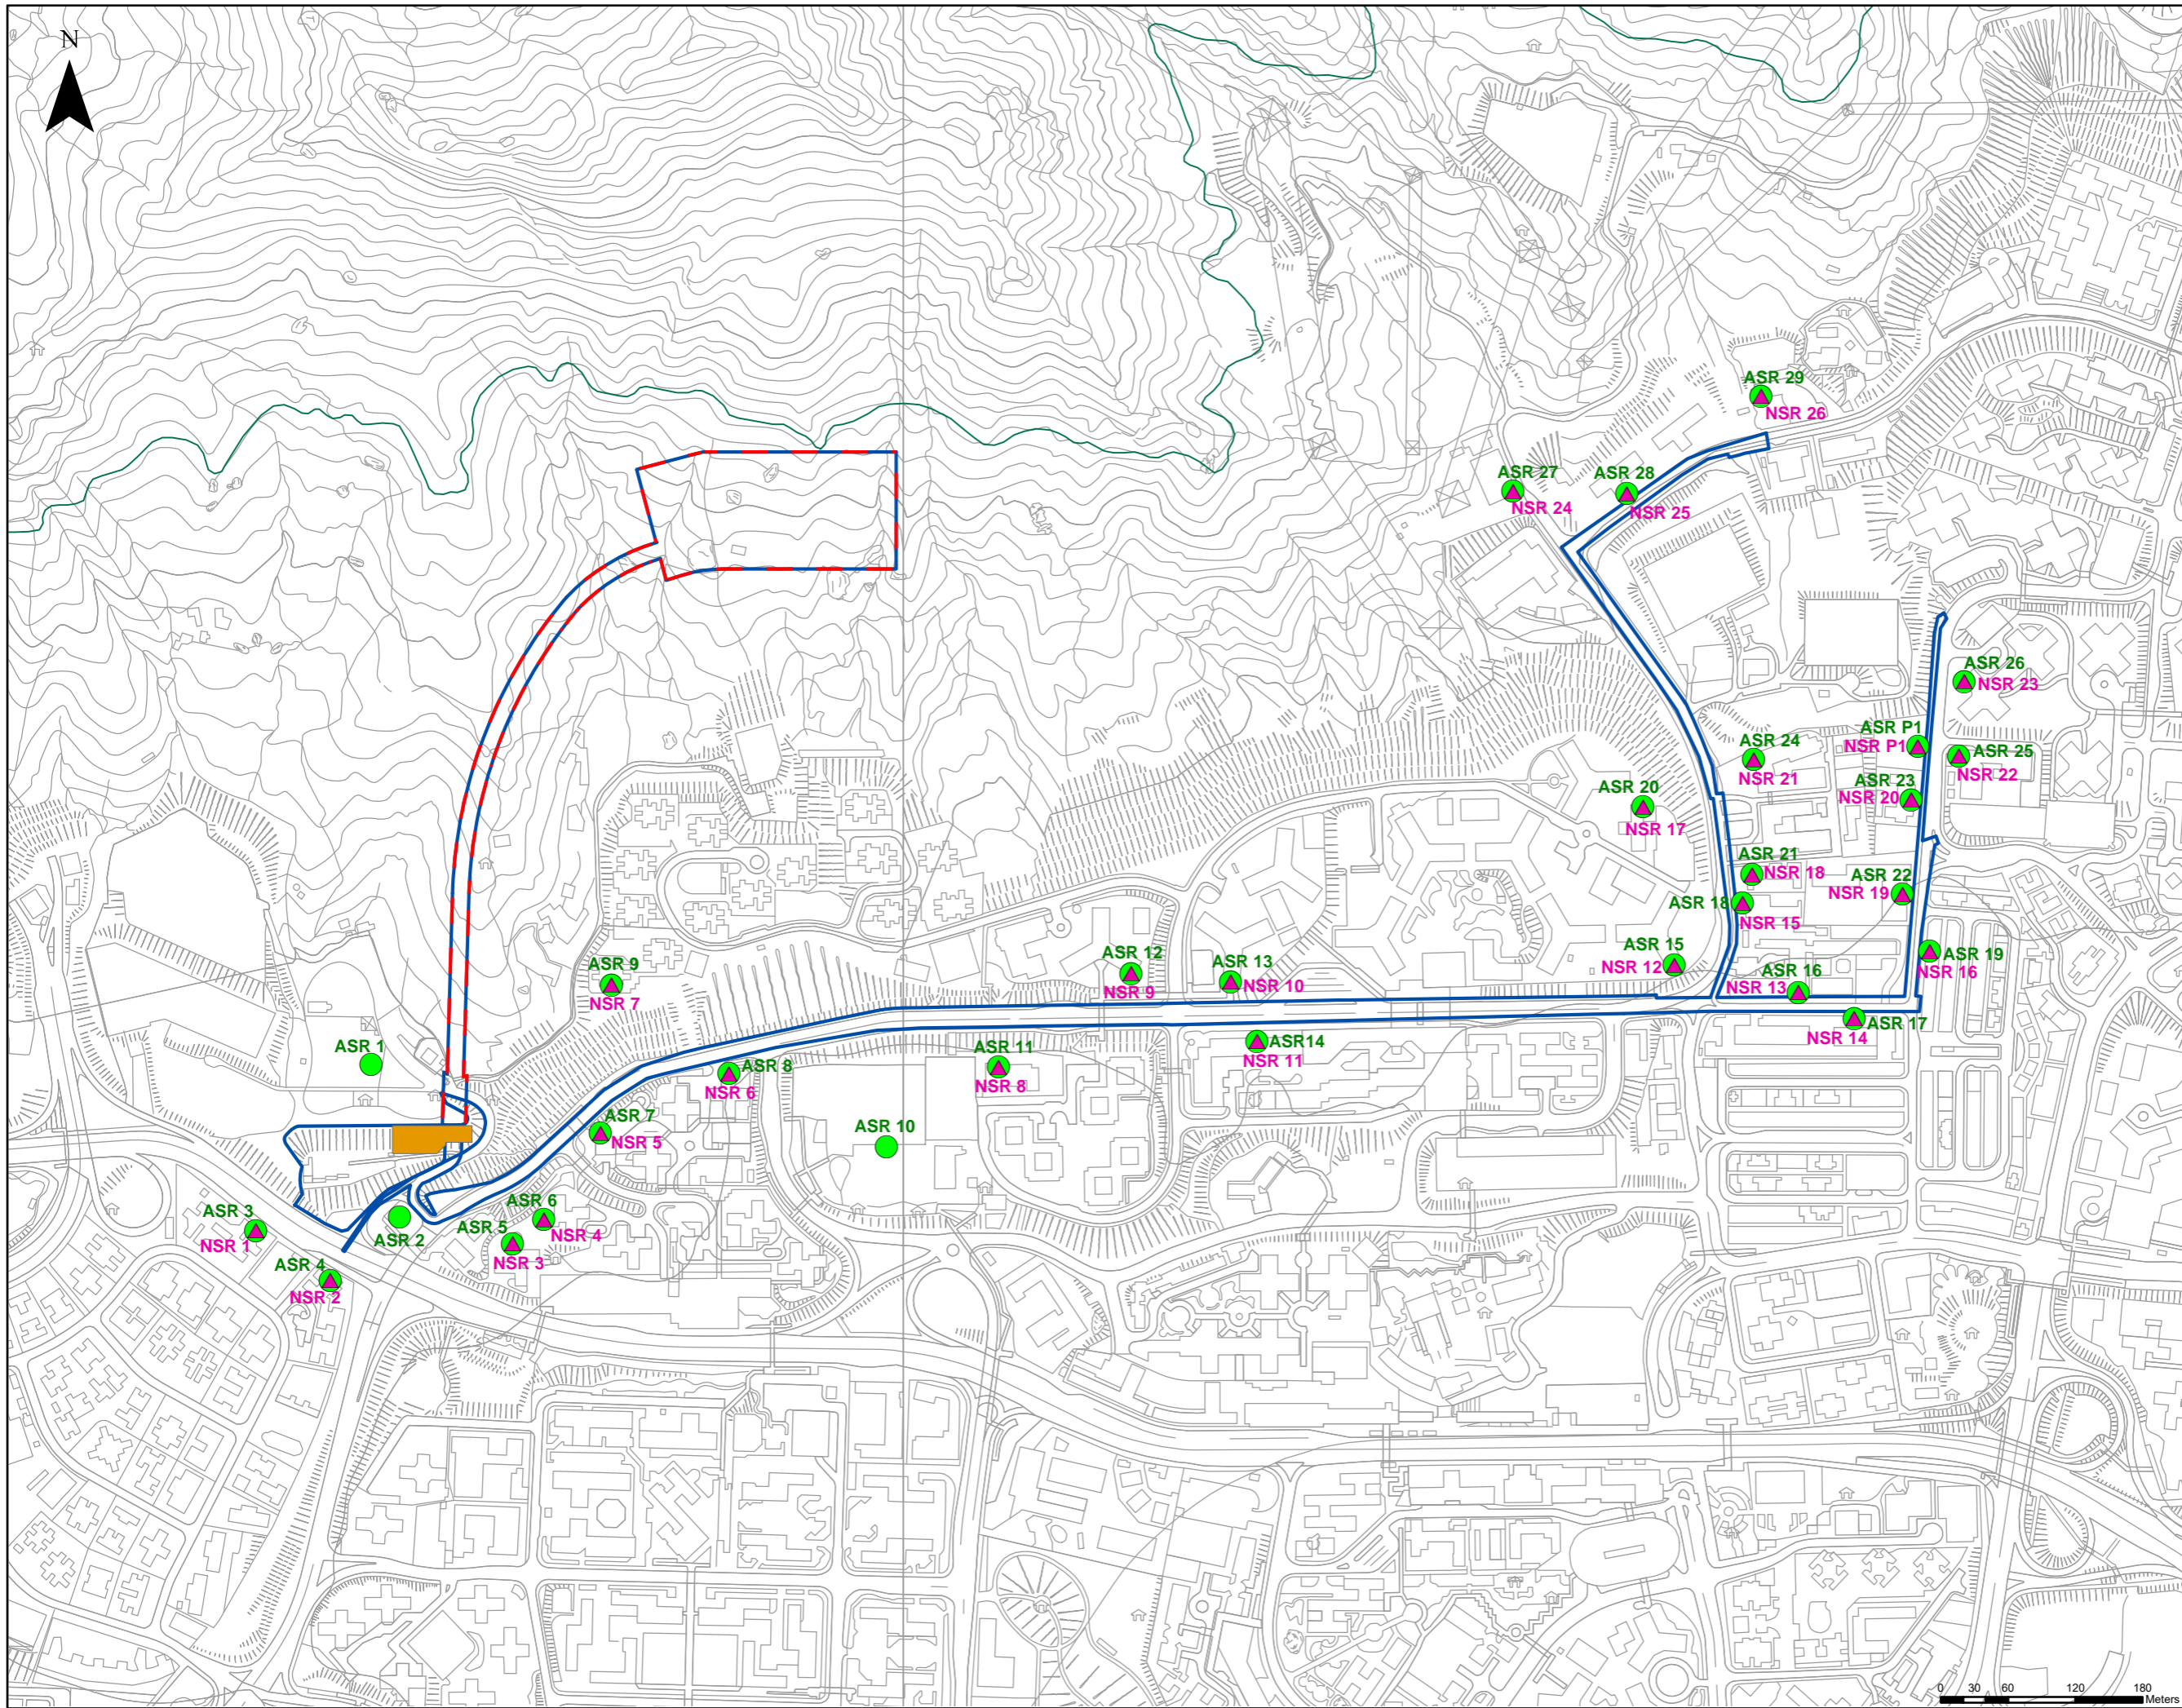 N
ASR 29
NSR 26
ASR 27
NSR 24
ASR 28
NSR 25
ASR 26
NSR 23
ASR P1
NSR P1
ASR 24
NSR 21
ASR 25
NSR 22
ASR 23
NSR 20
ASR 20
NSR 17
ASR 21
NSR 18
ASR 22
NSR 19
ASR 18
NSR 15
ASR 19
NSR 16
ASR 15
NSR 12
ASR 16
NSR 13
ASR 17
NSR 14
ASR 9
NSR 7
ASR 12
NSR 9
ASR 13
NSR 10
ASR14
NSR 11
ASR 11
NSR 8
ASR 1
ASR 8
NSR 6
ASR 7
NSR 5
ASR 10
ASR 3
NSR 1
ASR 2
ASR 6
NSR 4
ASR 5
NSR 3
ASR 4
NSR 2
0 30 60 120 180
Meters